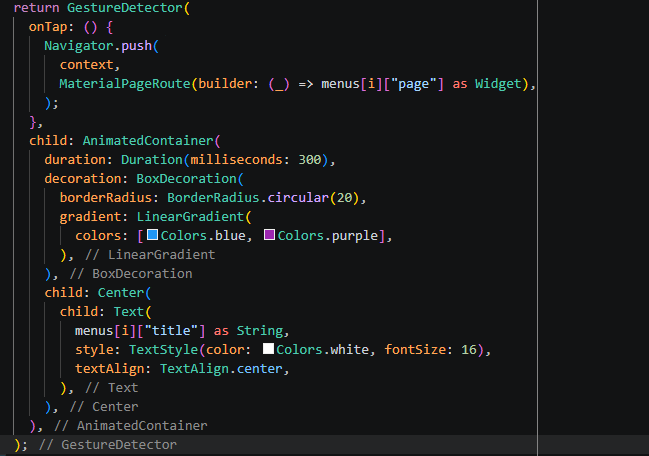 return GestureDetector(
  onTap: () {
    Navigator.push(
      context,
      MaterialPageRoute(builder: (_) => menus[i]["page"] as Widget),
    );
  },
  child: AnimatedContainer(
    duration: Duration(milliseconds: 300),
    decoration: BoxDecoration(
      borderRadius: BorderRadius.circular(20),
      gradient: LinearGradient(
        colors: [Colors.blue, Colors.purple],
      ), // LinearGradient
    ), // BoxDecoration
    child: Center(
      child: Text(
        menus[i]["title"] as String,
        style: TextStyle(color: Colors.white, fontSize: 16),
        textAlign: TextAlign.center,
      ), // Text
    ), // Center
  ), // AnimatedContainer
); // GestureDetector